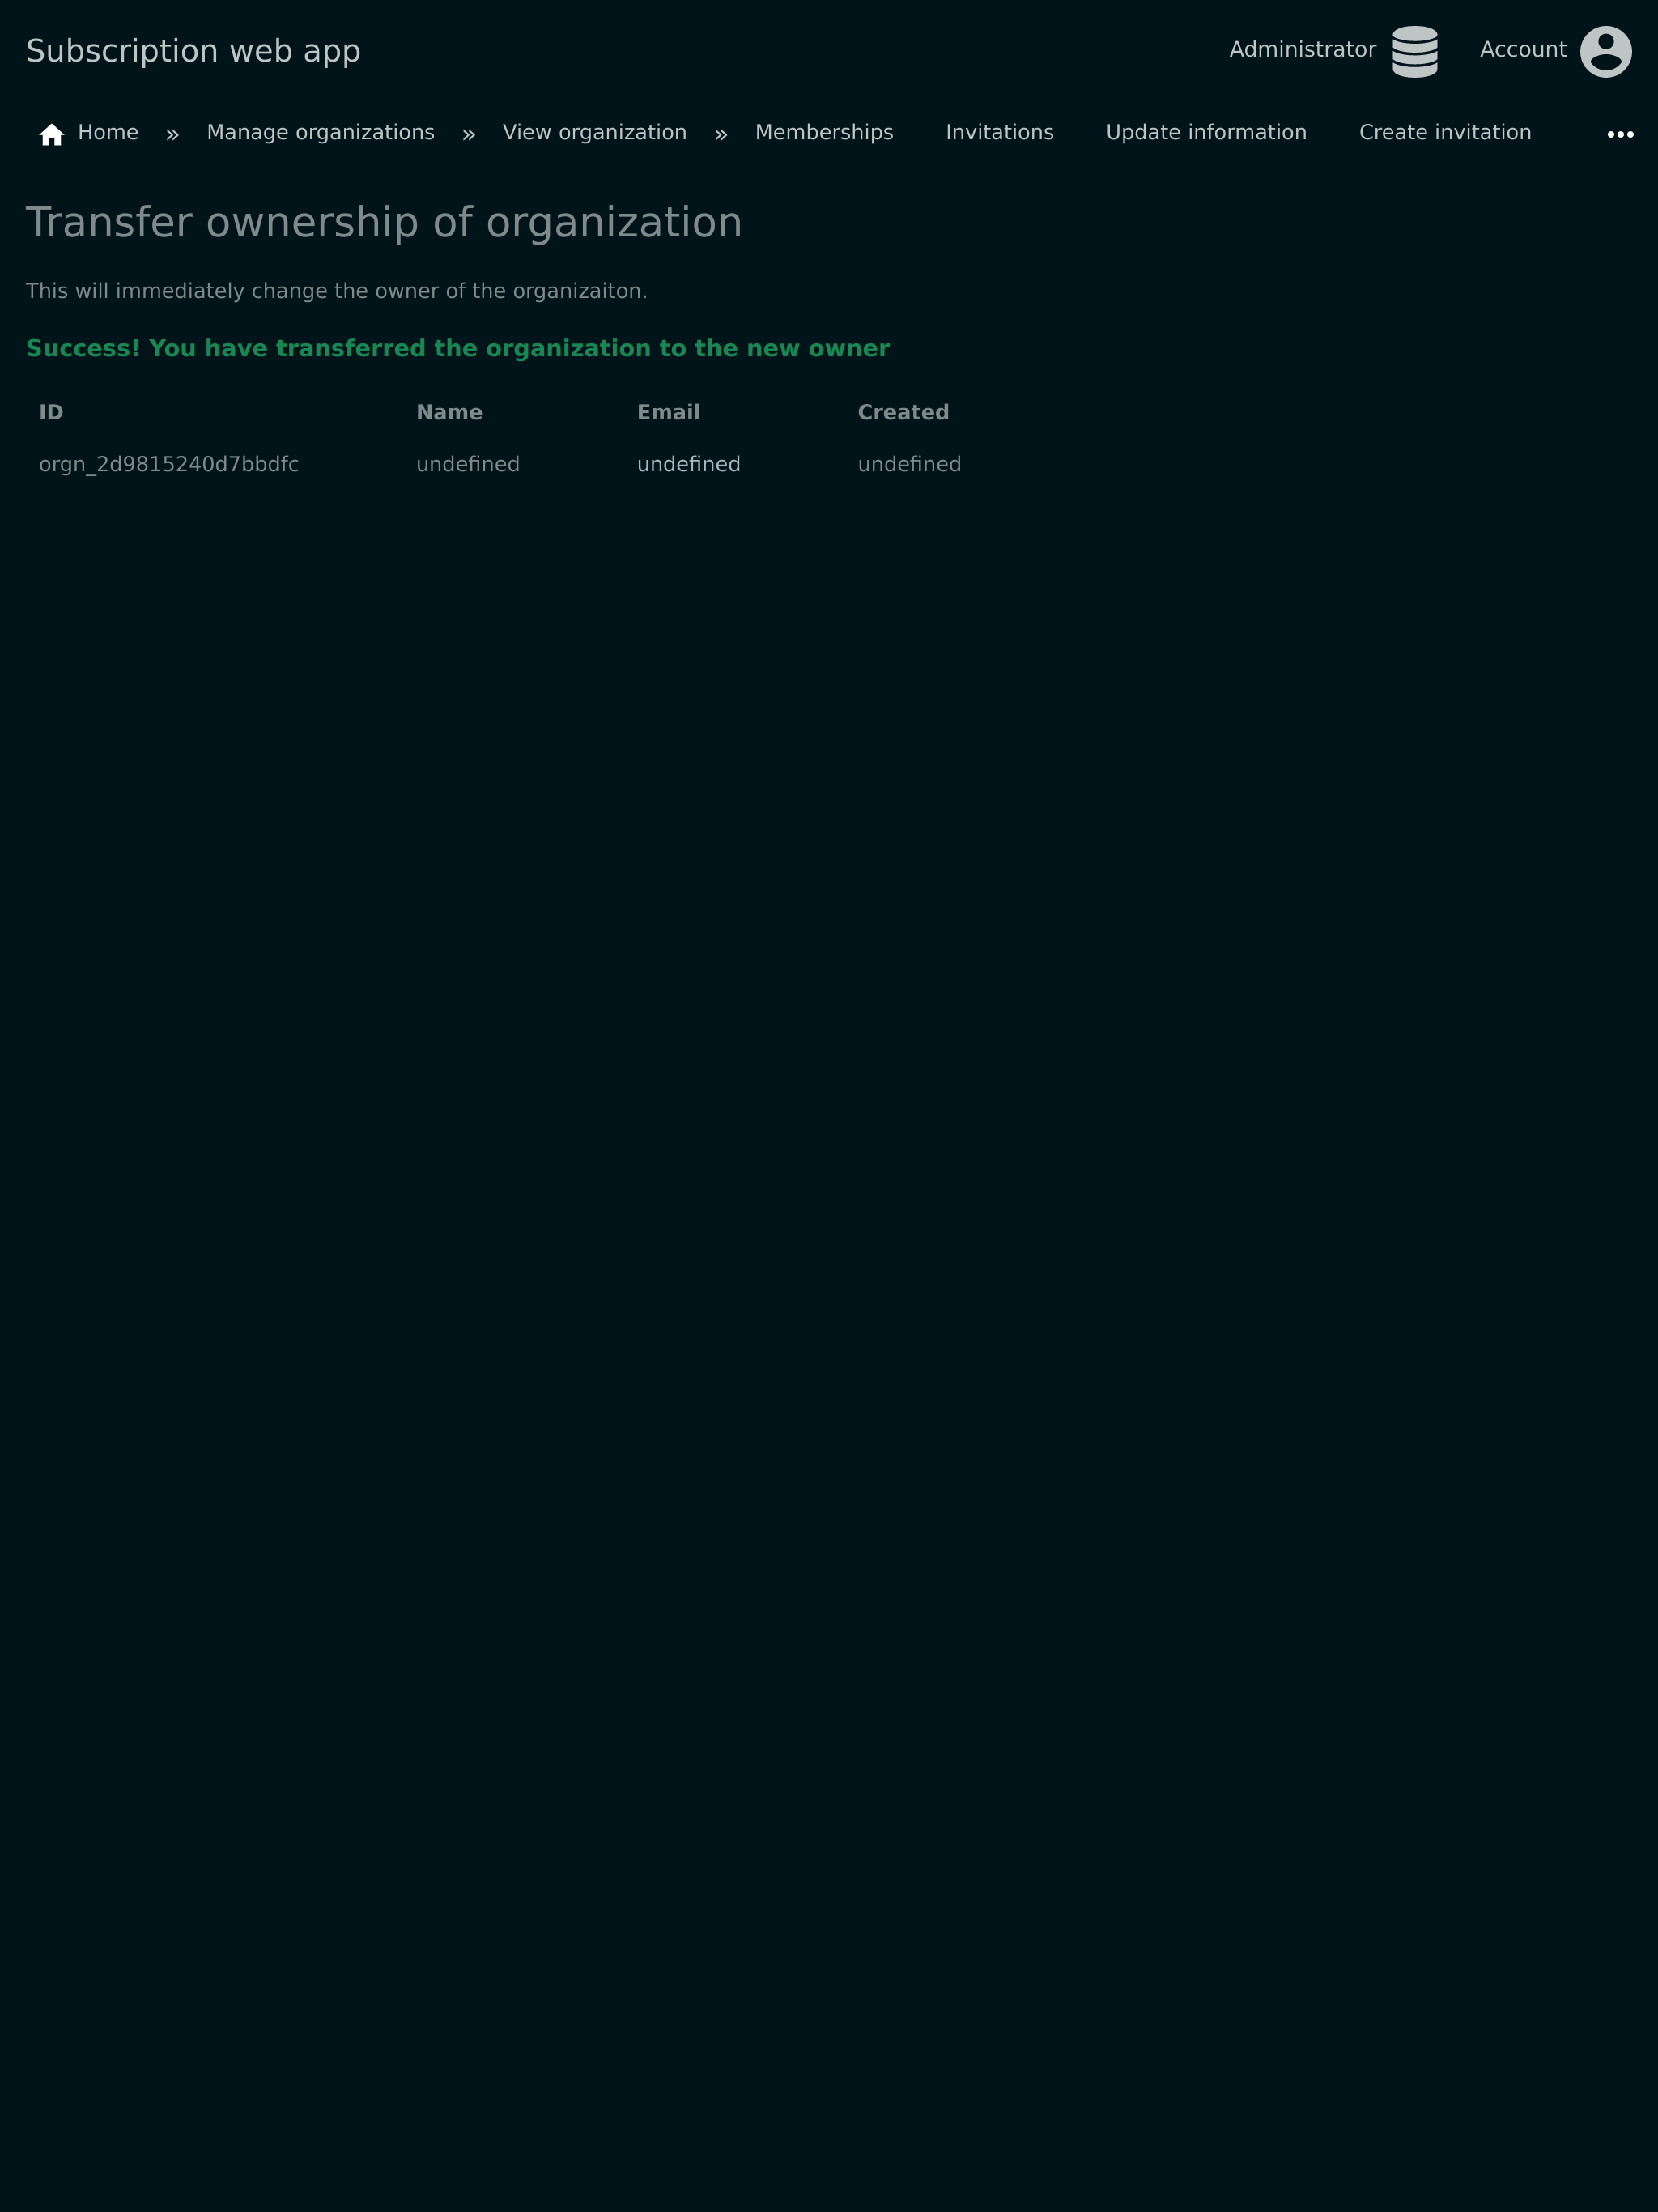 Subscription web app Administrator Account
Home » Manage organizations » View organization » Memberships Invitations Update information Create invitation
Transfer ownership of organization
This will immediately change the owner of the organizaiton.
Success! You have transferred the organization to the new owner
ID Name Email Created
orgn_2d9815240d7bbdfc undefined undefined undefined